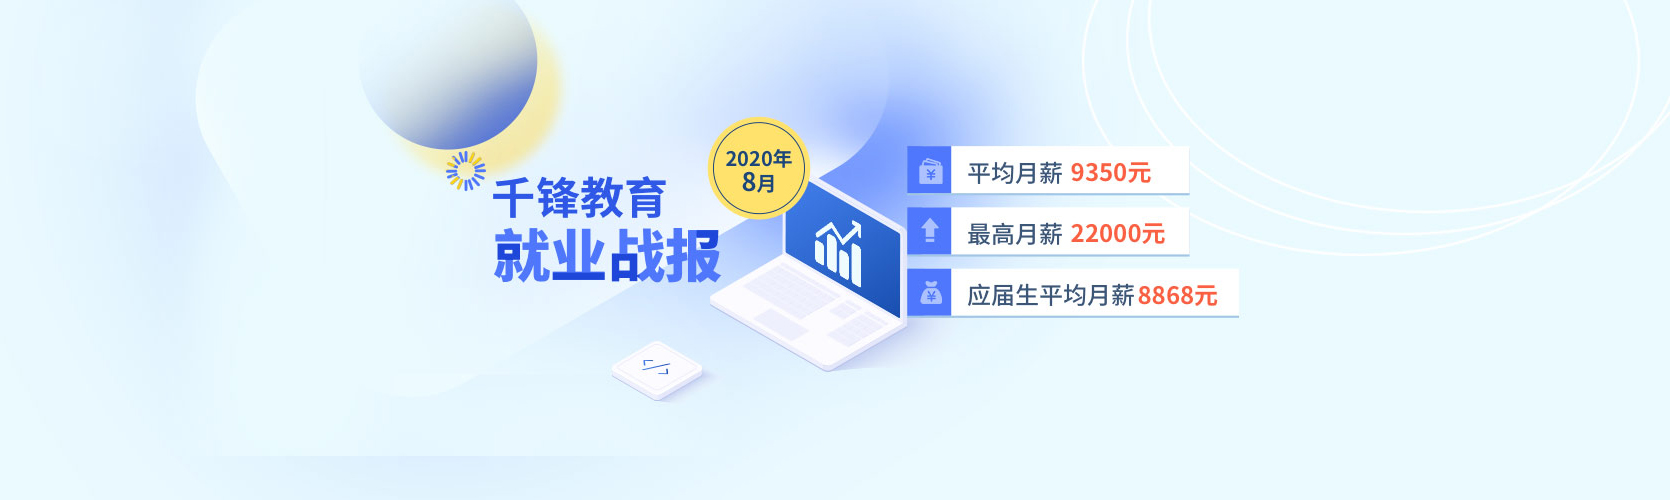 千锋教育
就业战报
2020年
8月
平均月薪 9350元
最高月薪 22000元
应届生平均月薪8868元